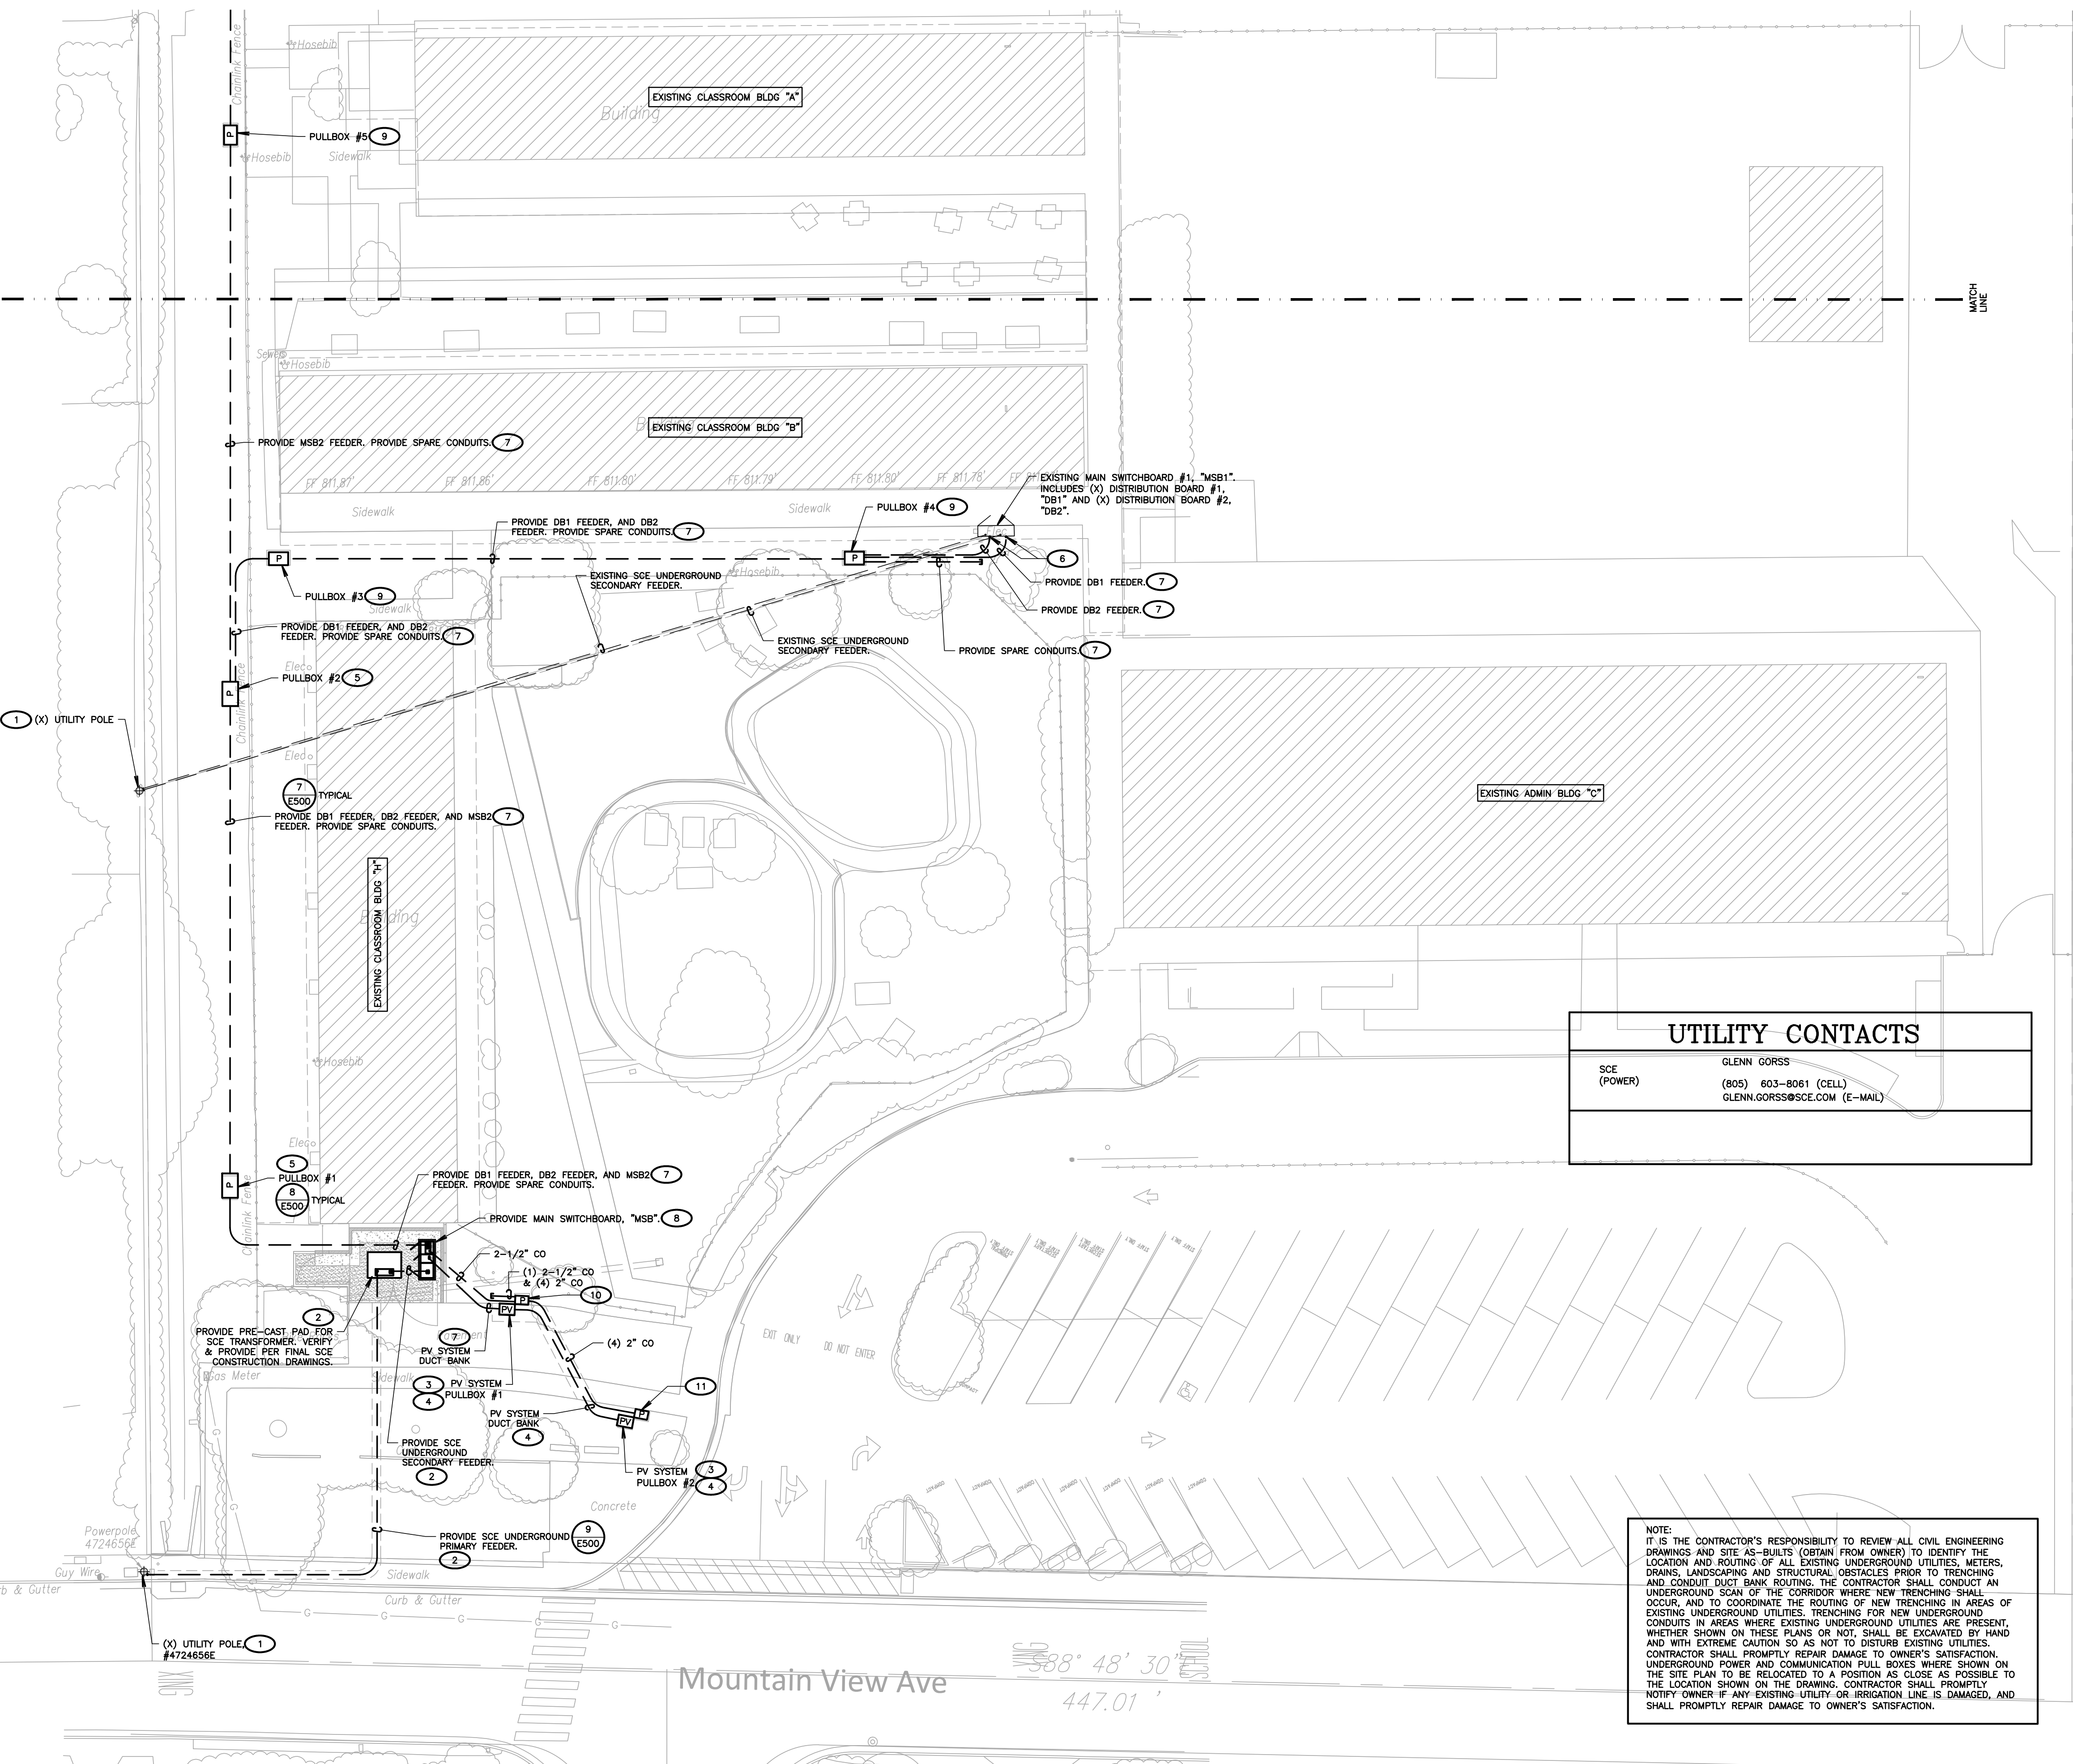 Chainlink Fence
Hosebib
EXISTING CLASSROOM BLDG "A"
Building
P
PULLBOX #5 9
Hosebib
Sidewalk
MATCH
LINE
Sewer
Hosebib
EXISTING CLASSROOM BLDG "B"
PROVIDE MSB2 FEEDER. PROVIDE SPARE CONDUITS. 7
FF 811.87'
FF 811.86'
FF 811.80'
FF 811.79'
FF 811.80'
FF 811.78'
EXISTING MAIN SWITCHBOARD #1, "MSB1".
INCLUDES (X) DISTRIBUTION BOARD #1,
"DB1" AND (X) DISTRIBUTION BOARD #2,
"DB2".
Sidewalk
Sidewalk
PULLBOX #4 9
PROVIDE DB1 FEEDER, AND DB2
FEEDER. PROVIDE SPARE CONDUITS. 7
Elec
P
P
6
EXISTING SCE UNDERGROUND
SECONDARY FEEDER.
Hosebib
PROVIDE DB1 FEEDER. 7
PULLBOX #3 9
Sidewalk
PROVIDE DB2 FEEDER. 7
PROVIDE DB1 FEEDER, AND DB2
FEEDER. PROVIDE SPARE CONDUITS. 7
EXISTING SCE UNDERGROUND
SECONDARY FEEDER.
PROVIDE SPARE CONDUITS. 7
Elec
PULLBOX #2 5
P
Chainlink Fence
1 (X) UTILITY POLE
Elec
7
E500
TYPICAL
PROVIDE DB1 FEEDER, DB2 FEEDER, AND MSB2 7
FEEDER. PROVIDE SPARE CONDUITS.
EXISTING ADMIN BLDG "C"
EXISTING CLASSROOM BLDG "H"
Building
Hosebib
UTILITY CONTACTS
SCE
(POWER)
GLENN GORSS
(805) 603-8061 (CELL)
GLENN.GORSS@SCE.COM (E-MAIL)
Elec
5
PULLBOX #1
P
8
E500
TYPICAL
Chainlink Fence
PROVIDE DB1 FEEDER, DB2 FEEDER, AND MSB2 7
FEEDER. PROVIDE SPARE CONDUITS.
PROVIDE MAIN SWITCHBOARD, "MSB". 8
2-1/2" CO
(1) 2-1/2" CO
& (4) 2" CO
10
P
PV
2
PROVIDE PRE-CAST PAD FOR
SCE TRANSFORMER. VERIFY
& PROVIDE PER FINAL SCE
CONSTRUCTION DRAWINGS.
7
PV SYSTEM
DUCT BANK
(4) 2" CO
EXIT ONLY
DO NOT ENTER
Gas Meter
Sidewalk
3
4
PV SYSTEM
PULLBOX #1
11
P
PV
COMPACT
PV SYSTEM
DUCT BANK
4
PROVIDE SCE
UNDERGROUND
SECONDARY FEEDER.
2
PV SYSTEM
PULLBOX #2
3
4
Concrete
Powerpole
4724656E
PROVIDE SCE UNDERGROUND
PRIMARY FEEDER.
2
9
E500
Guy Wire
Sidewalk
Curb & Gutter
G
G
G
G
G
(X) UTILITY POLE, 1
#4724656E
Mountain View Ave
S88° 48' 30"E
447.01 '
NOTE:
IT IS THE CONTRACTOR'S RESPONSIBILITY TO REVIEW ALL CIVIL ENGINEERING
DRAWINGS AND SITE AS-BUILTS (OBTAIN FROM OWNER) TO IDENTIFY THE
LOCATION AND ROUTING OF ALL EXISTING UNDERGROUND UTILITIES, METERS,
DRAINS, LANDSCAPING AND STRUCTURAL OBSTACLES PRIOR TO TRENCHING
AND CONDUIT DUCT BANK ROUTING. THE CONTRACTOR SHALL CONDUCT AN
UNDERGROUND SCAN OF THE CORRIDOR WHERE NEW TRENCHING SHALL
OCCUR, AND TO COORDINATE THE ROUTING OF NEW TRENCHING IN AREAS OF
EXISTING UNDERGROUND UTILITIES. TRENCHING FOR NEW UNDERGROUND
CONDUITS IN AREAS WHERE EXISTING UNDERGROUND UTILITIES ARE PRESENT,
WHETHER SHOWN ON THESE PLANS OR NOT, SHALL BE EXCAVATED BY HAND
AND WITH EXTREME CAUTION SO AS NOT TO DISTURB EXISTING UTILITIES.
CONTRACTOR SHALL PROMPTLY REPAIR DAMAGE TO OWNER'S SATISFACTION.
UNDERGROUND POWER AND COMMUNICATION PULL BOXES WHERE SHOWN ON
THE SITE PLAN TO BE RELOCATED TO A POSITION AS CLOSE AS POSSIBLE TO
THE LOCATION SHOWN ON THE DRAWING. CONTRACTOR SHALL PROMPTLY
NOTIFY OWNER IF ANY EXISTING UTILITY OR IRRIGATION LINE IS DAMAGED, AND
SHALL PROMPTLY REPAIR DAMAGE TO OWNER'S SATISFACTION.